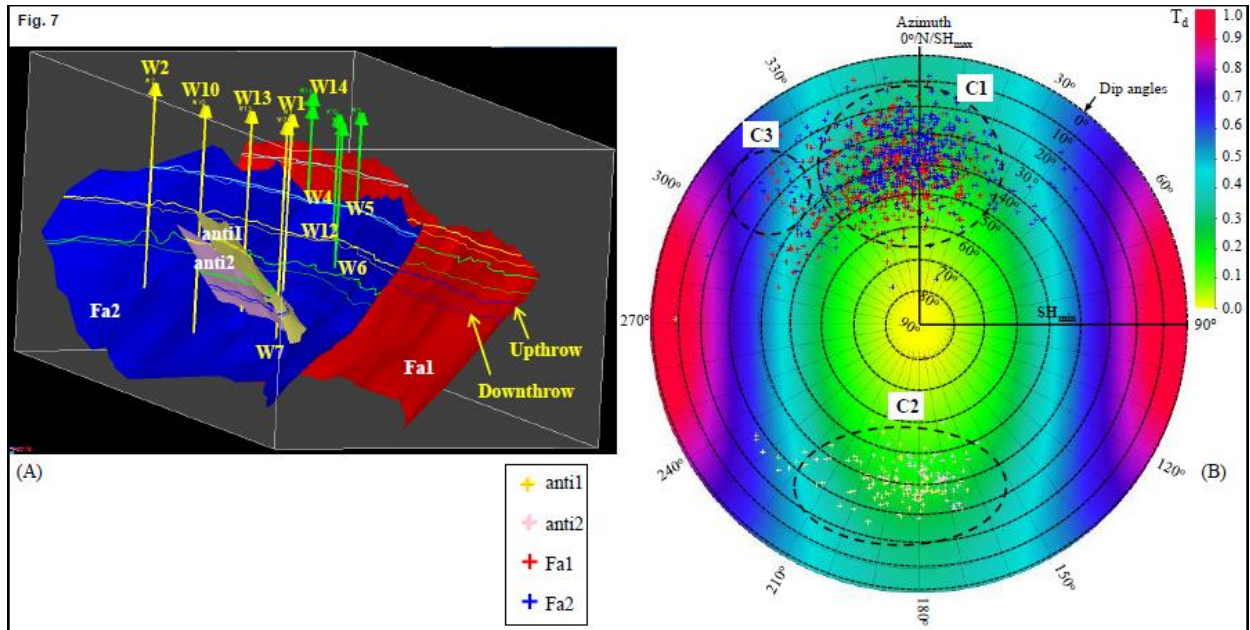 Fig. 7
W2
W10
W13
W1
W14
W4
W5
W12
W6
anti1
anti2
Fa2
W7
Fa1
Upthrow
Downthrow
(A)
anti1
anti2
Fa1
Fa2
Azimuth
0°/N/SHmax
Td
1.0
0.9
0.8
0.7
0.6
0.5
0.4
0.3
0.2
0.1
0.0
330°
30°
Dip angles
C1
C3
0°
10°
20°
30°
40°
50°
60°
70°
80°
90°
300°
60°
270°
SHmin
90°
C2
240°
120°
(B)
210°
150°
180°